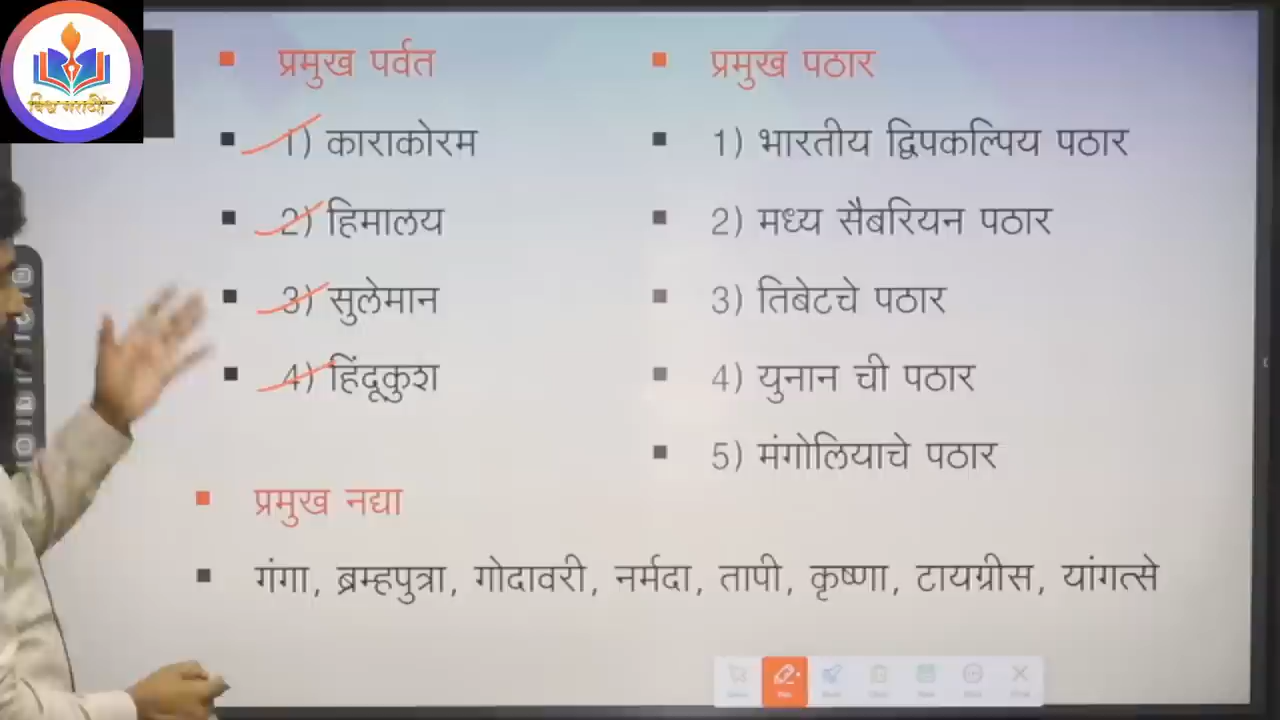 विश्व मराठी
प्रमुख पर्वत
1) काराकोरम
2) हिमालय
3) सुलेमान
4) हिंदूकुश
प्रमुख पठार
1) भारतीय द्विपकल्पिय पठार
2) मध्य सैबरियन पठार
3) तिबेटचे पठार
4) युनान ची पठार
5) मंगोलियाचे पठार
प्रमुख नद्या
गंगा, ब्रम्हपुत्रा, गोदावरी, नर्मदा, तापी, कृष्णा, टायग्रीस, यांगत्से